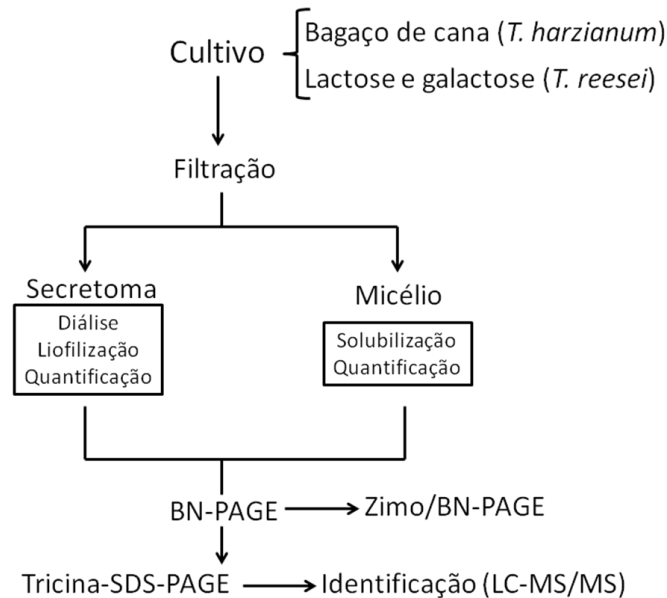 Cultivo
Bagaço de cana (T. harzianum)
Lactose e galactose (T. reesei)
Filtração
Secretoma
Diálise
Liofilização
Quantificação
Micélio
Solubilização
Quantificação
BN-PAGE
Zimo/BN-PAGE
Tricina-SDS-PAGE
Identificação (LC-MS/MS)